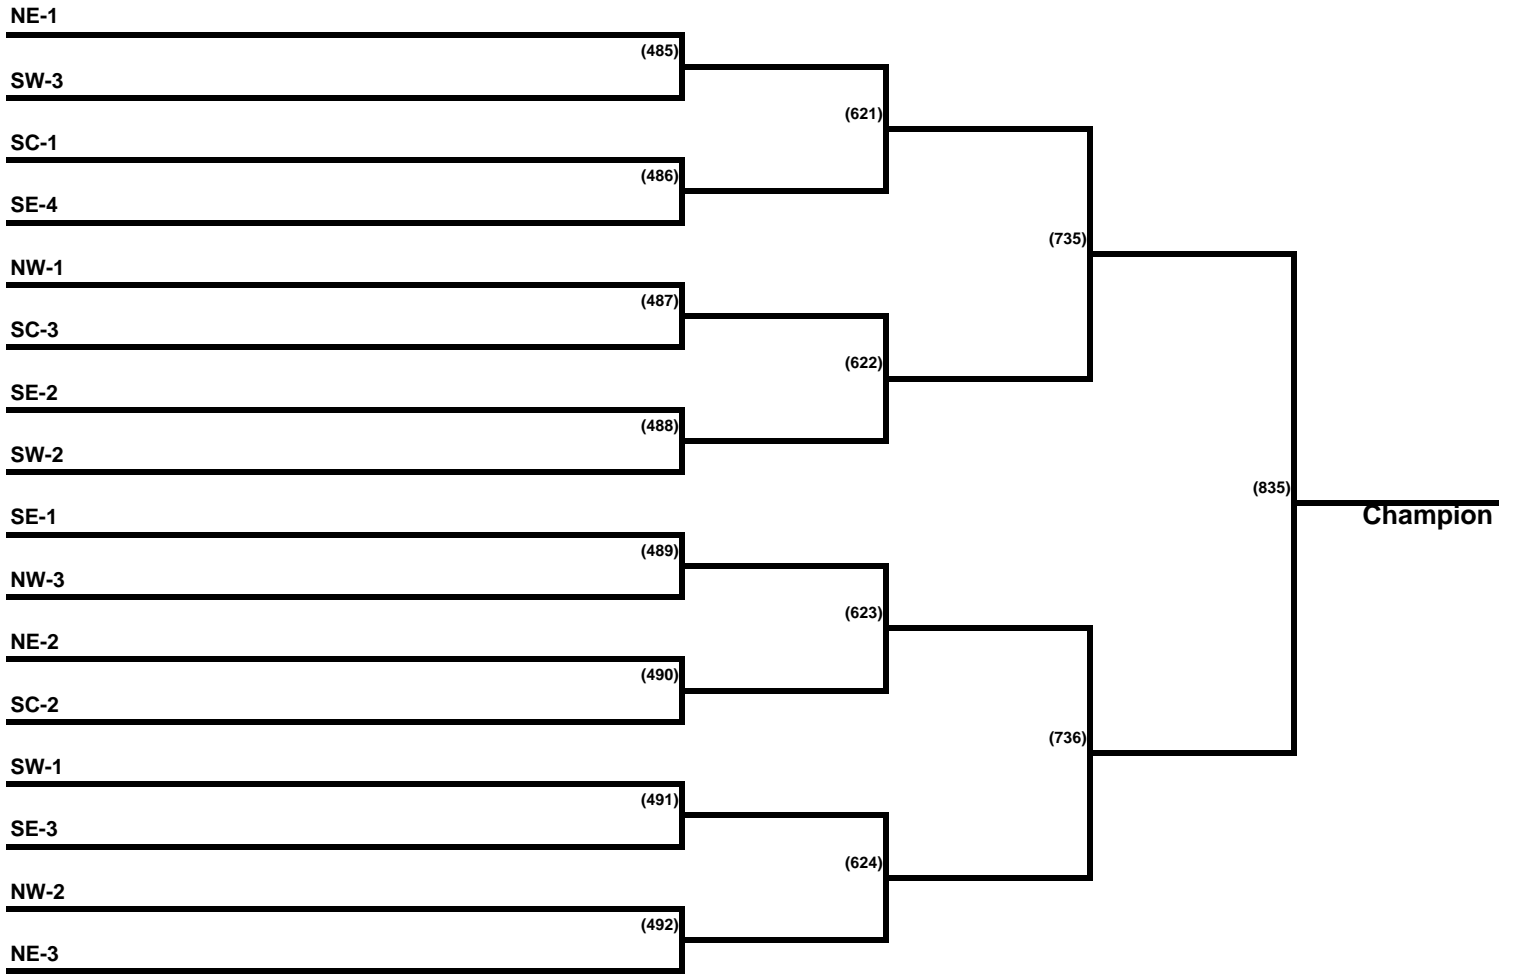 NE-1
(485)
SW-3
(621)
SC-1
(486)
SE-4
(735)
NW-1
(487)
SC-3
(622)
SE-2
(488)
SW-2
(835)
Champion
SE-1
(489)
NW-3
(623)
NE-2
(490)
SC-2
(736)
SW-1
(491)
SE-3
(624)
NW-2
(492)
NE-3